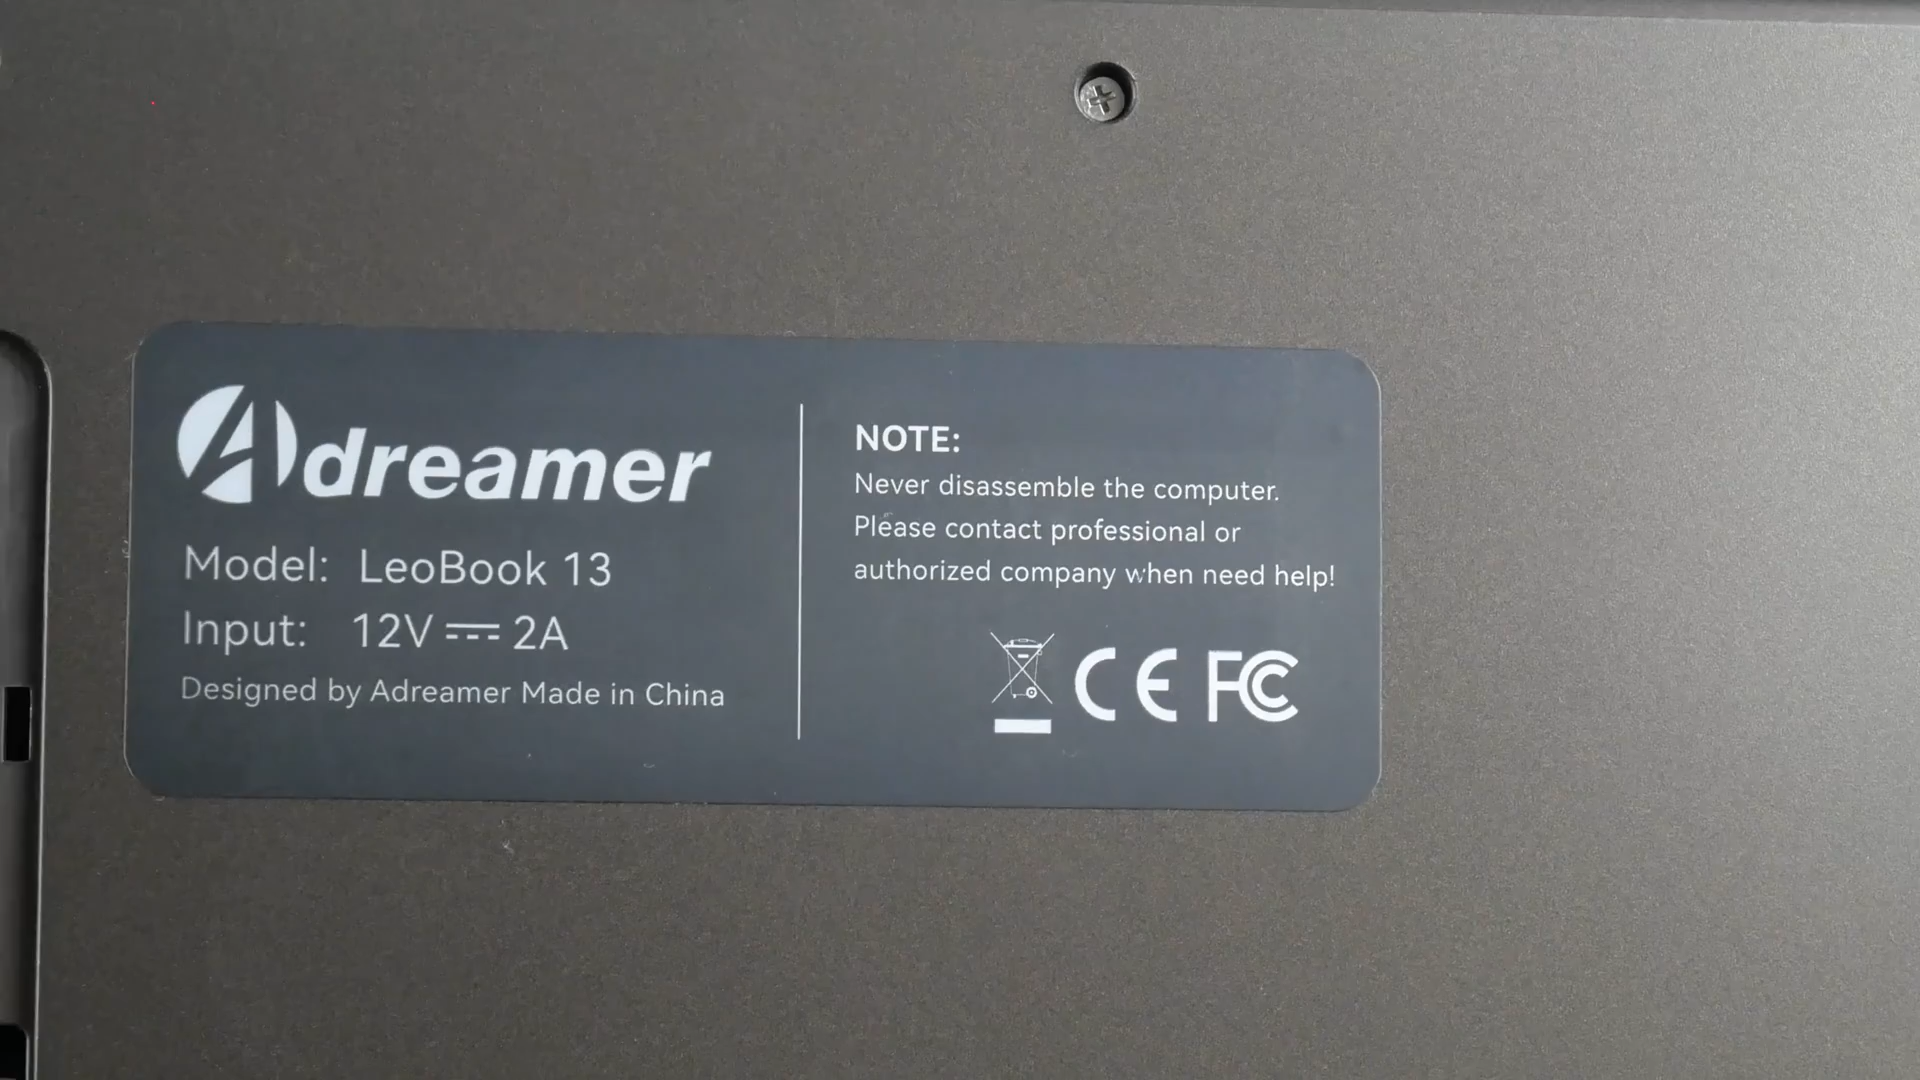 Adreamer
Model: LeoBook 13
Input: 12V ⎓ 2A
Designed by Adreamer Made in China
NOTE:
Never disassemble the computer.
Please contact professional or
authorized company when need help!
CE FC